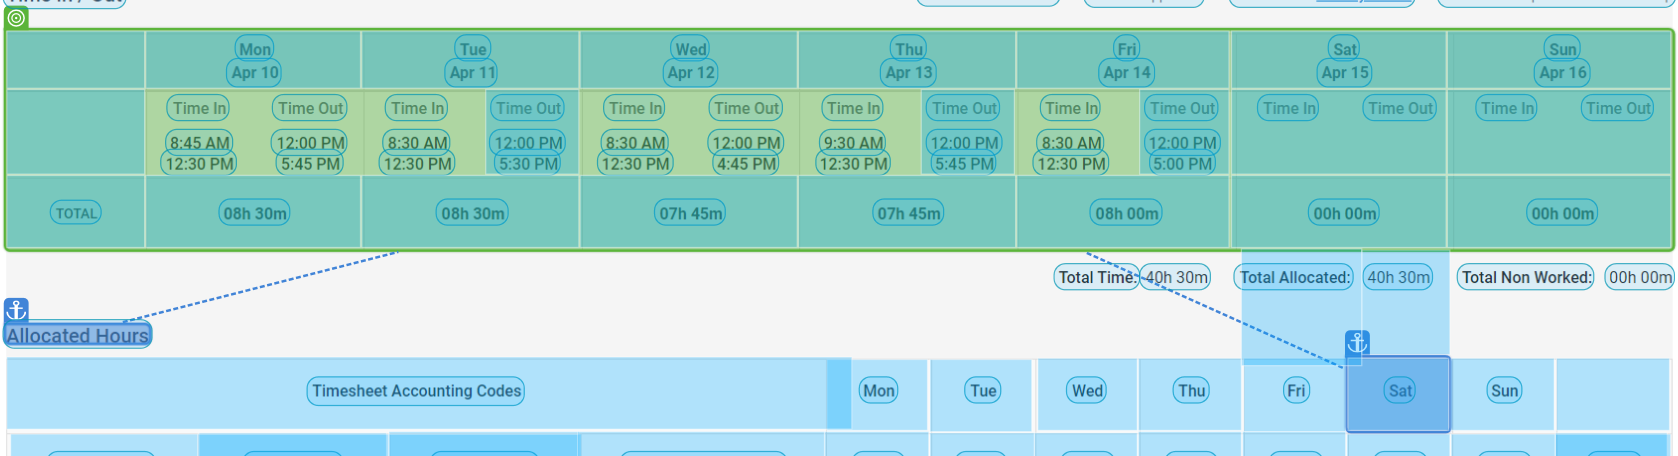 Time In / Out
Mon Tue Wed Thu Fri Sat Sun
Apr 10 Apr 11 Apr 12 Apr 13 Apr 14 Apr 15 Apr 16
Time In Time Out Time In Time Out Time In Time Out Time In Time Out Time In Time Out Time In Time Out Time In Time Out
8:45 AM 12:00 PM 8:30 AM 12:00 PM 8:30 AM 12:00 PM 9:30 AM 12:00 PM 8:30 AM 12:00 PM
12:30 PM 5:45 PM 12:30 PM 5:30 PM 12:30 PM 4:45 PM 12:30 PM 5:45 PM 12:30 PM 5:00 PM
TOTAL 08h 30m 08h 30m 07h 45m 07h 45m 08h 00m 00h 00m 00h 00m
Total Time: 40h 30m Total Allocated: 40h 30m Total Non Worked: 00h 00m
Allocated Hours
Timesheet Accounting Codes Mon Tue Wed Thu Fri Sat Sun